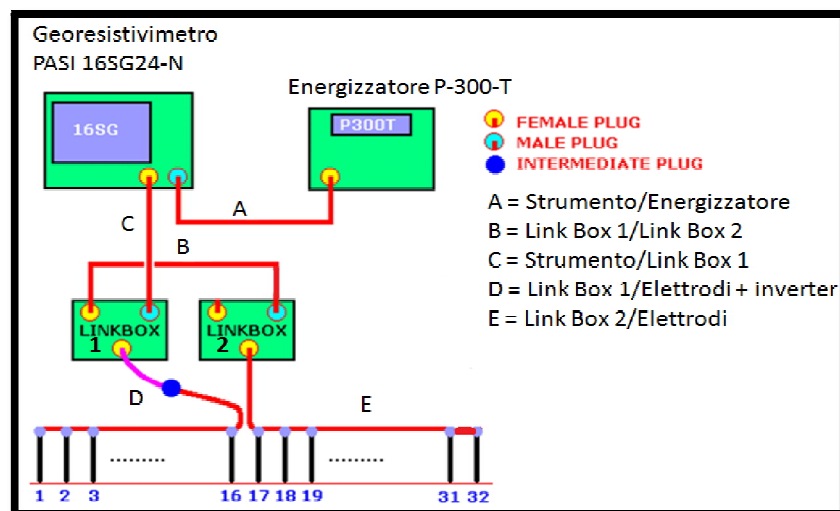 Georesistivimetro
PASI 16SG24-N
Energizzatore P-300-T
16SG
P300T
FEMALE PLUG
MALE PLUG
INTERMEDIATE PLUG
A
C
B
A = Strumento/Energizzatore
B = Link Box 1/Link Box 2
C = Strumento/Link Box 1
D = Link Box 1/Elettrodi + inverter
E = Link Box 2/Elettrodi
LINKBOX
1
LINKBOX
2
D
E
.........
.........
1 2 3 16 17 18 19 31 32